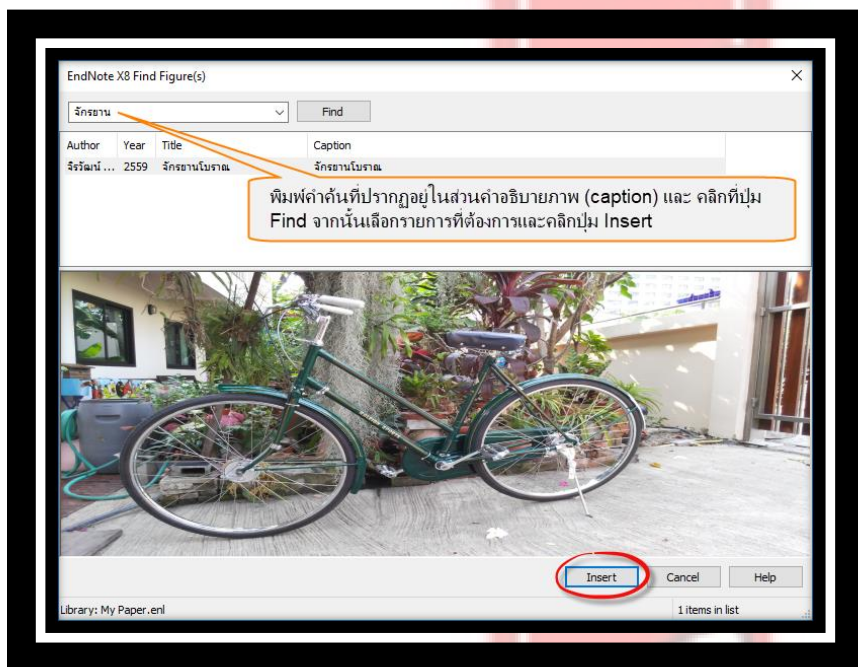 EndNote X8 Find Figure(s)
จักรยาน
Find
Author Year Title Caption
จิรวัฒน์ ... 2559 จักรยานโบราณ จักรยานโบราณ
พิมพ์คำค้นที่ปรากฏอยู่ในส่วนคำอธิบายภาพ (caption) และ คลิกที่ปุ่ม
Find จากนั้นเลือกรายการที่ต้องการและคลิกปุ่ม Insert
Insert Cancel Help
Library: My Paper.enl 1 items in list